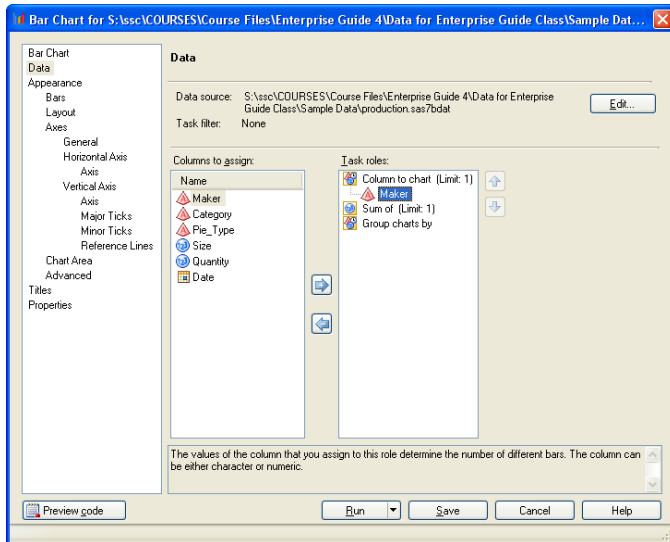 Bar Chart for S:\ssc\COURSES\Course Files\Enterprise Guide 4\Data for Enterprise Guide Class\Sample Dat...
Bar Chart
Data
Appearance
Bars
Layout
Axes
General
Horizontal Axis
Axis
Vertical Axis
Axis
Major Ticks
Minor Ticks
Reference Lines
Chart Area
Advanced
Titles
Properties
Data
Data source: S:\ssc\COURSES\Course Files\Enterprise Guide 4\Data for Enterprise
Guide Class\Sample Data\production.sas7bdat
Edit...
Task filter: None
Columns to assign:
Name
Maker
Category
Pie_Type
Size
Quantity
Date
Task roles:
Column to chart (Limit: 1)
Maker
Sum of (Limit: 1)
Group charts by
The values of the column that you assign to this role determine the number of different bars. The column can
be either character or numeric.
Preview code
Run
Save
Cancel
Help